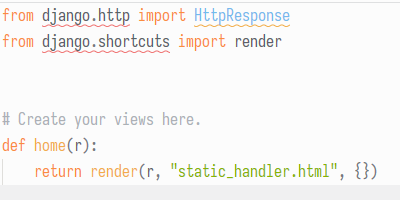 from django.http import HttpResponse
from django.shortcuts import render
# Create your views here.
def home(r):
return render(r, "static_handler.html", {})